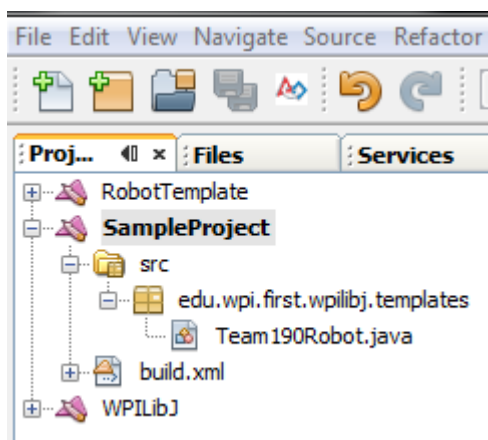 File Edit View Navigate Source Refactor
Proj... Files Services
RobotTemplate
SampleProject
src
edu.wpi.first.wpilibj.templates
Team190Robot.java
build.xml
WPILibJ